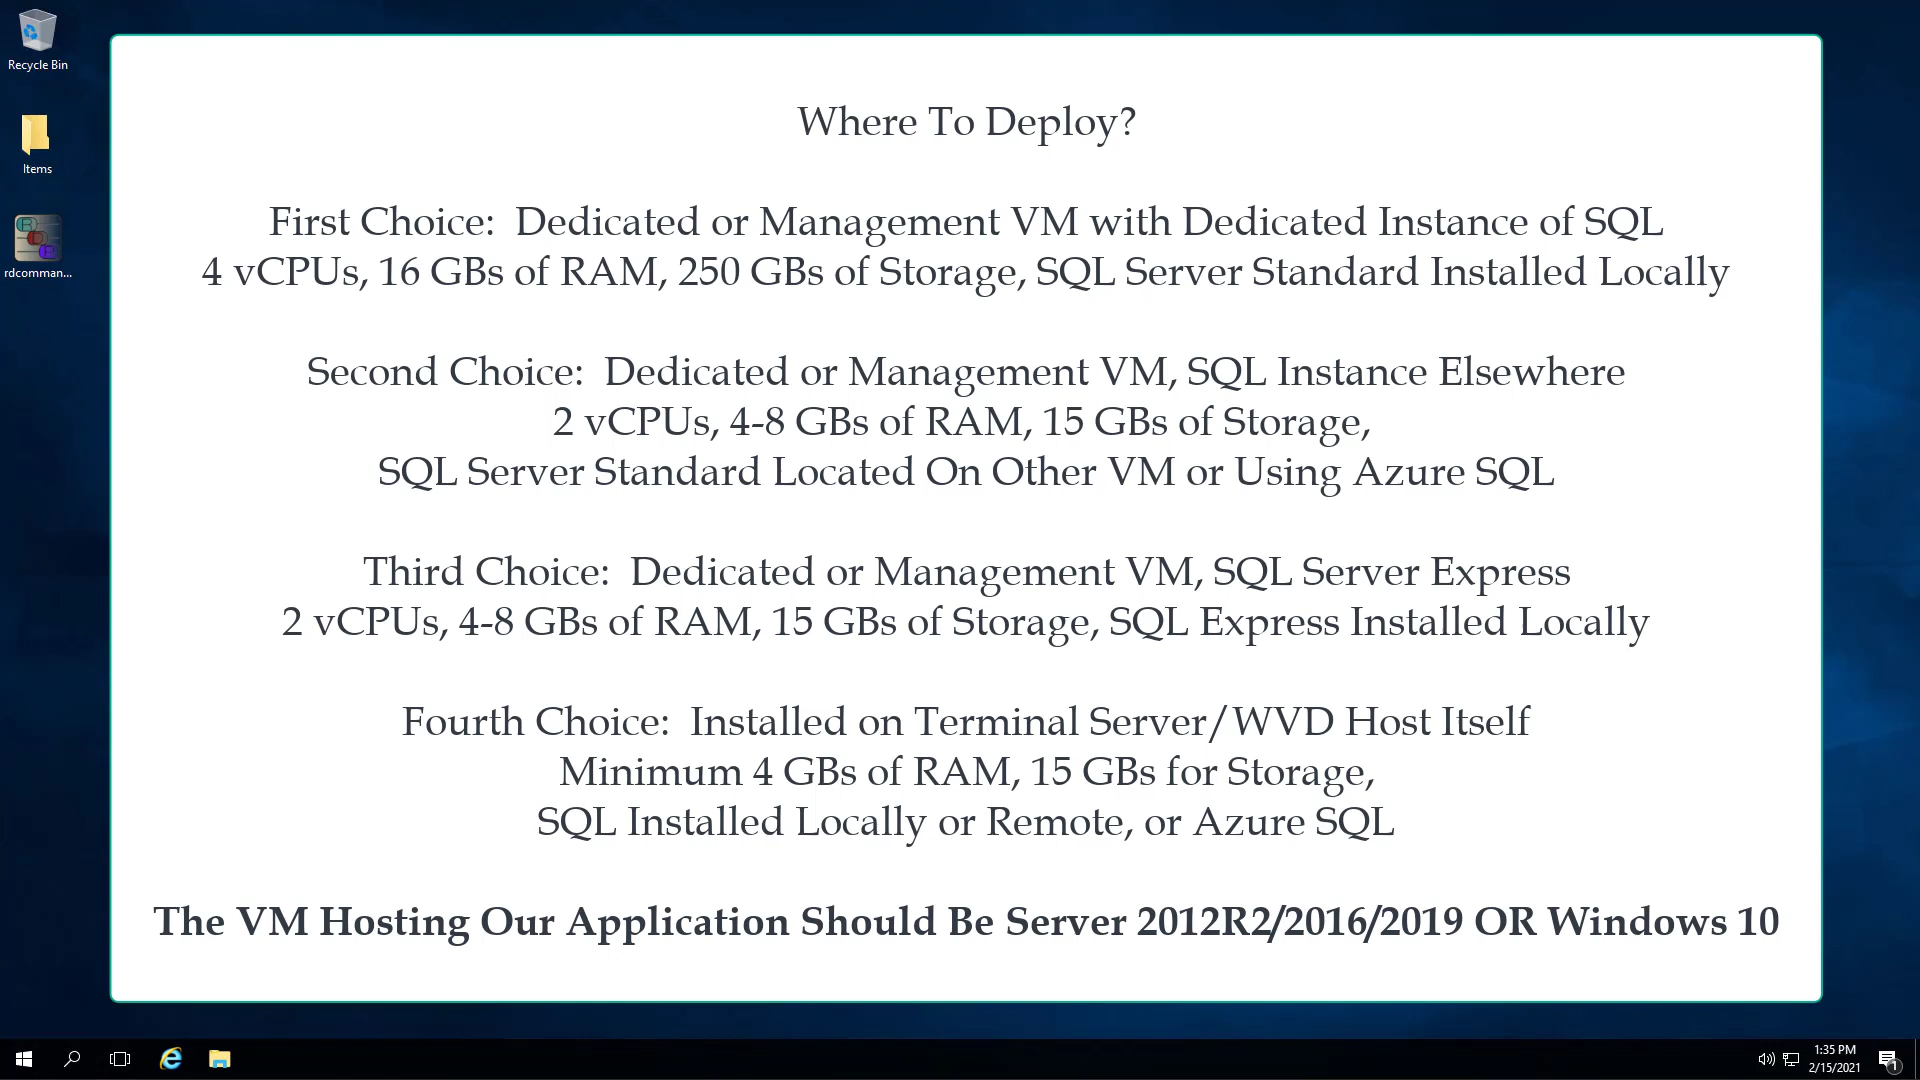 Recycle Bin
Items
rdcomman...
Where To Deploy?
First Choice:  Dedicated or Management VM with Dedicated Instance of SQL
4 vCPUs, 16 GBs of RAM, 250 GBs of Storage, SQL Server Standard Installed Locally
Second Choice:  Dedicated or Management VM, SQL Instance Elsewhere
2 vCPUs, 4-8 GBs of RAM, 15 GBs of Storage,
SQL Server Standard Located On Other VM or Using Azure SQL
Third Choice:  Dedicated or Management VM, SQL Server Express
2 vCPUs, 4-8 GBs of RAM, 15 GBs of Storage, SQL Express Installed Locally
Fourth Choice:  Installed on Terminal Server/WVD Host Itself
Minimum 4 GBs of RAM, 15 GBs for Storage,
SQL Installed Locally or Remote, or Azure SQL
The VM Hosting Our Application Should Be Server 2012R2/2016/2019 OR Windows 10
1:35 PM
2/15/2021
1